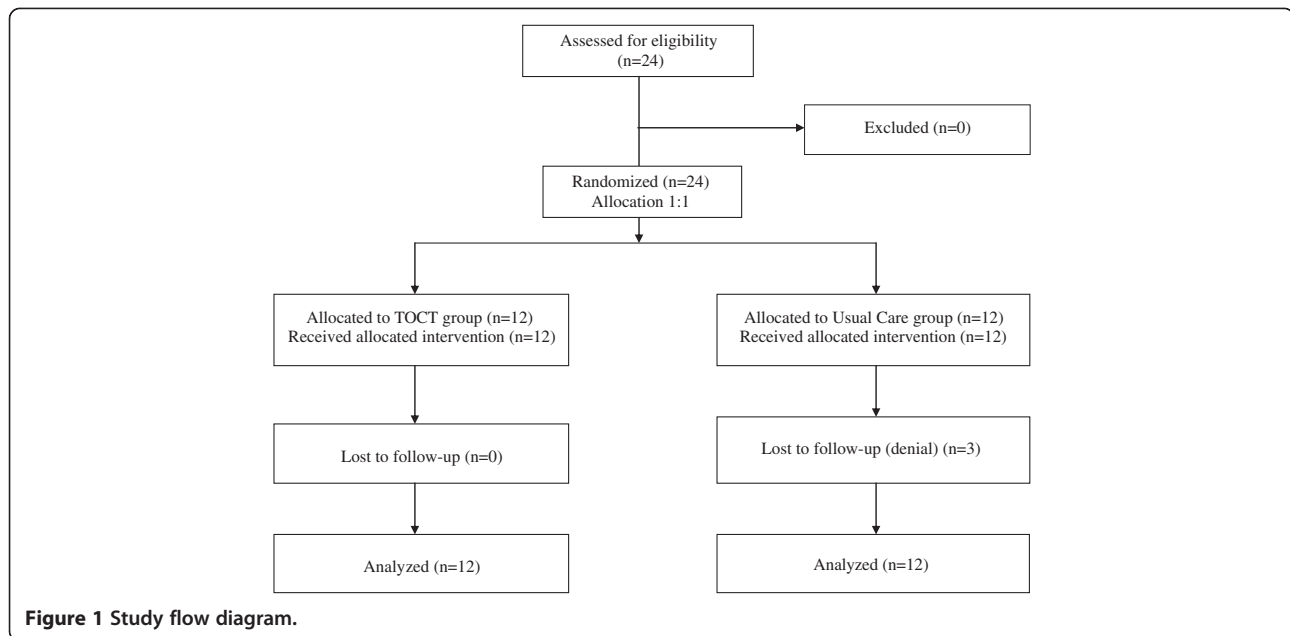 Assessed for eligibility
(n=24)
Excluded (n=0)
Randomized (n=24)
Allocation 1:1
Allocated to TOCT group (n=12)
Received allocated intervention (n=12)
Allocated to Usual Care group (n=12)
Received allocated intervention (n=12)
Lost to follow-up (n=0)
Lost to follow-up (denial) (n=3)
Analyzed (n=12)
Analyzed (n=12)
Figure 1 Study flow diagram.